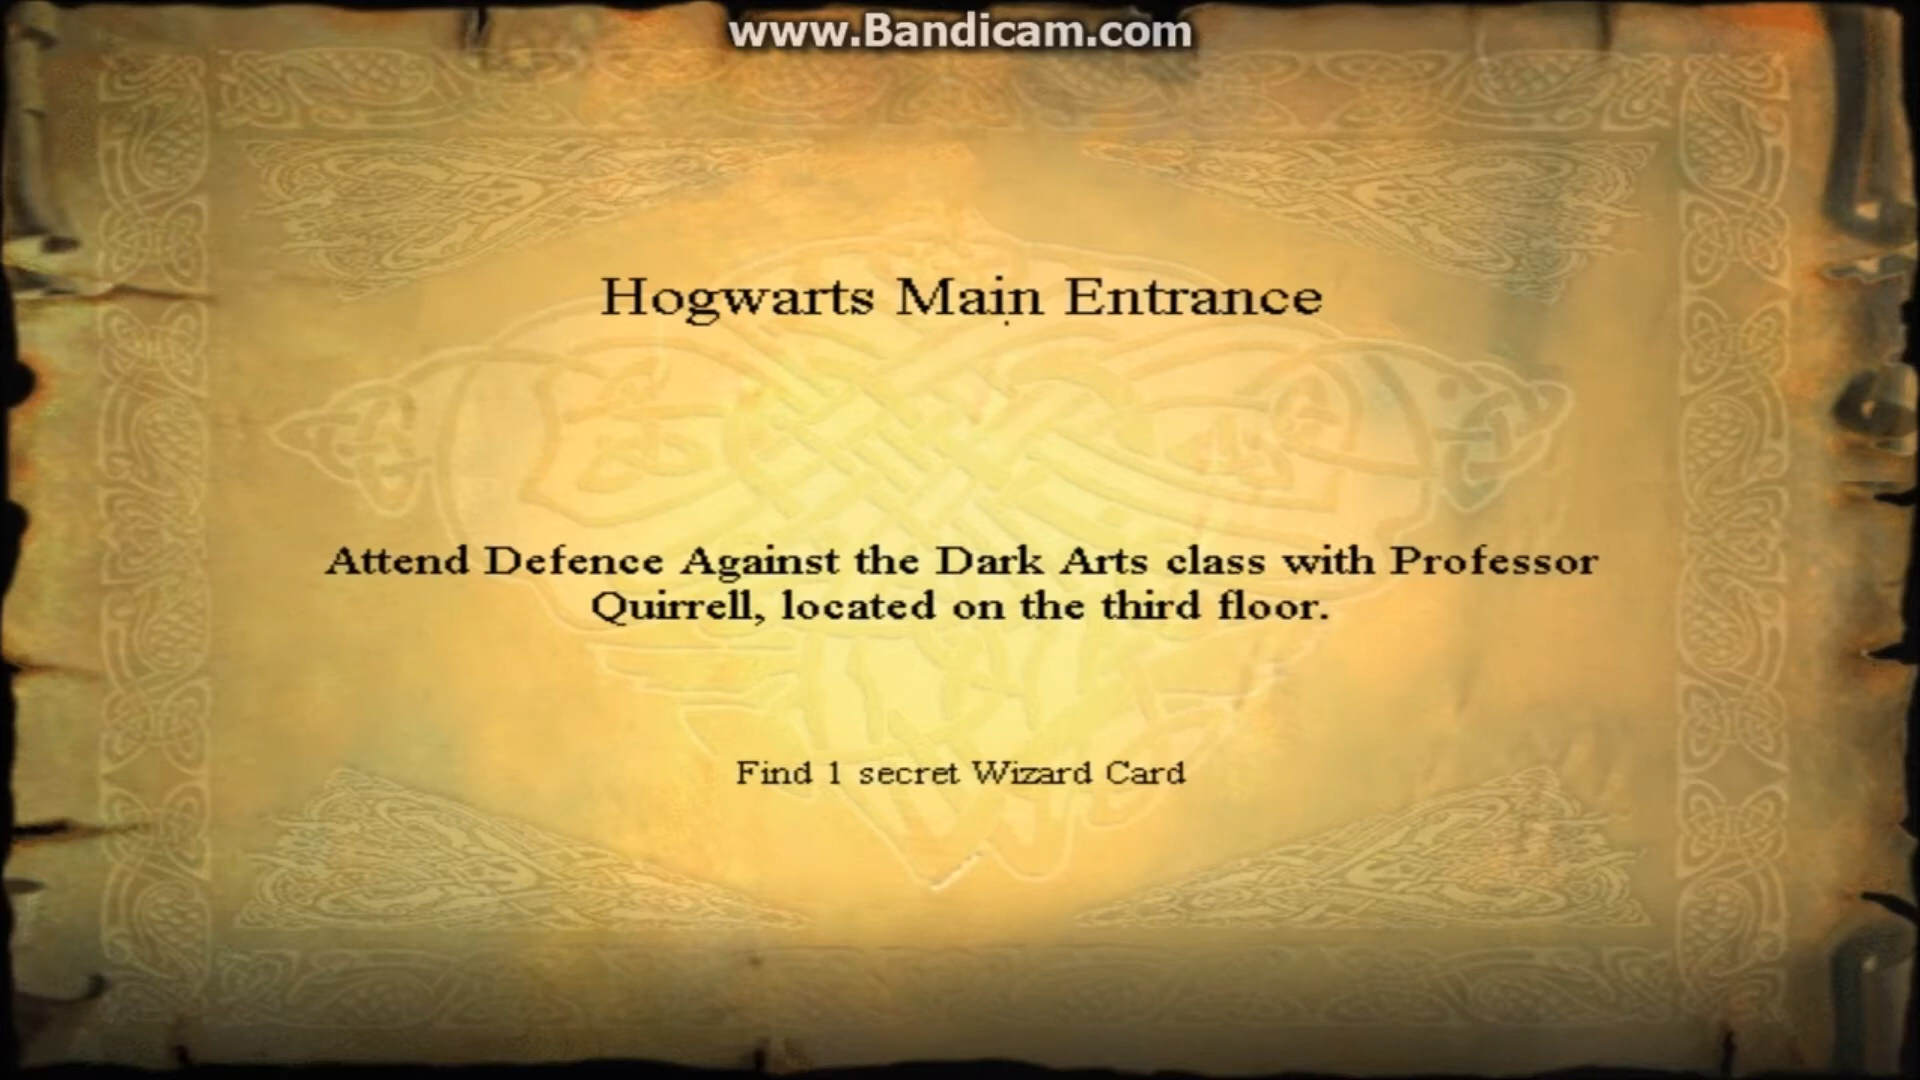 www.Bandicam.com
Hogwarts Main Entrance
Attend Defence Against the Dark Arts class with Professor
Quirrell, located on the third floor.
Find 1 secret Wizard Card